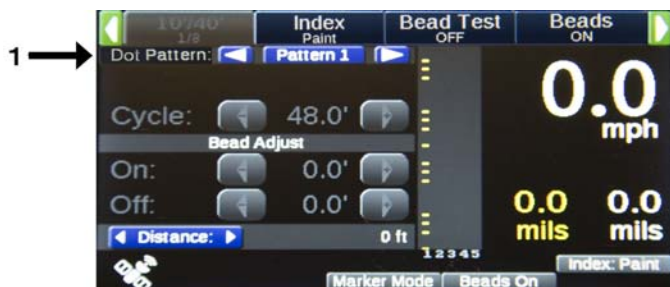 10'/40' Index Bead Test Beads
1/8 Paint OFF ON
1
Dot Pattern: Pattern 1
Cycle: 48.0'
Bead Adjust
On: 0.0'
Off: 0.0'
Distance: 0 ft
0.0
mph
0.0 0.0
mils mils
12345
Index: Paint
Marker Mode Beads On